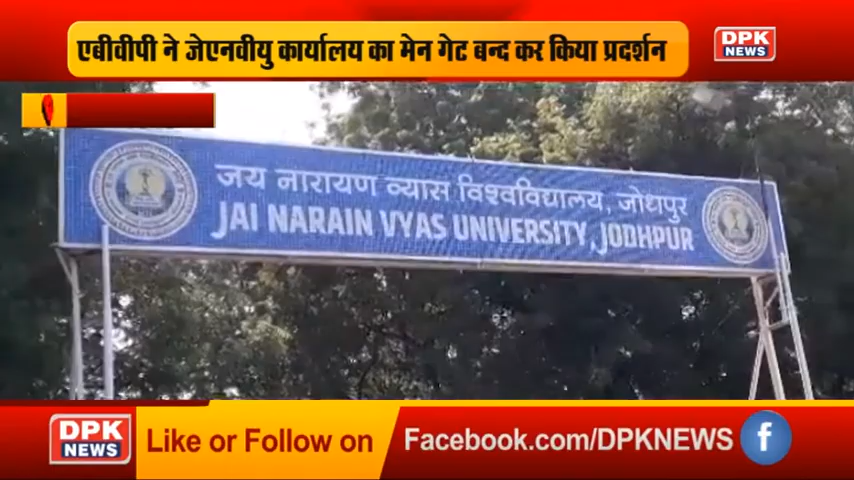 एबीवीपी ने जेएनवीयु कार्यालय का मेन गेट बन्द कर किया प्रदर्शन
DPK
NEWS
जय नारायण व्यास विश्वविद्यालय, जोधपुर
JAI NARAIN VYAS UNIVERSITY, JODHPUR
DPK
NEWS
Like or Follow on
Facebook.com/DPKNEWS
f